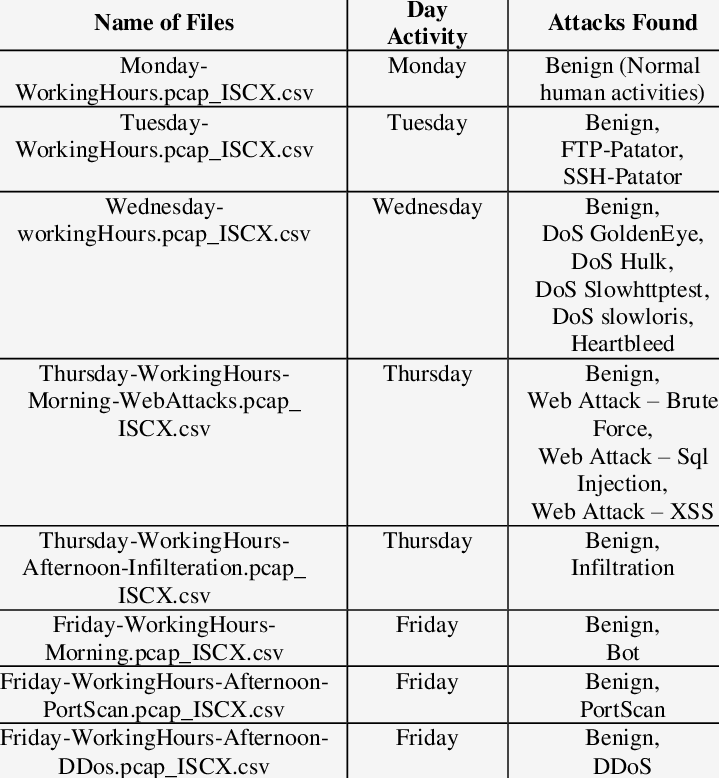 Name of Files
Day
Activity
Attacks Found
Monday-
WorkingHours.pcap_ISCX.csv
Monday
Benign (Normal
human activities)
Tuesday-
WorkingHours.pcap_ISCX.csv
Tuesday
Benign,
FTP-Patator,
SSH-Patator
Wednesday-
workingHours.pcap_ISCX.csv
Wednesday
Benign,
DoS GoldenEye,
DoS Hulk,
DoS Slowhttptest,
DoS slowloris,
Heartbleed
Thursday-WorkingHours-
Morning-WebAttacks.pcap_
ISCX.csv
Thursday
Benign,
Web Attack – Brute
Force,
Web Attack – Sql
Injection,
Web Attack – XSS
Thursday-WorkingHours-
Afternoon-Infilteration.pcap_
ISCX.csv
Thursday
Benign,
Infiltration
Friday-WorkingHours-
Morning.pcap_ISCX.csv
Friday
Benign,
Bot
Friday-WorkingHours-Afternoon-
PortScan.pcap_ISCX.csv
Friday
Benign,
PortScan
Friday-WorkingHours-Afternoon-
DDos.pcap_ISCX.csv
Friday
Benign,
DDoS